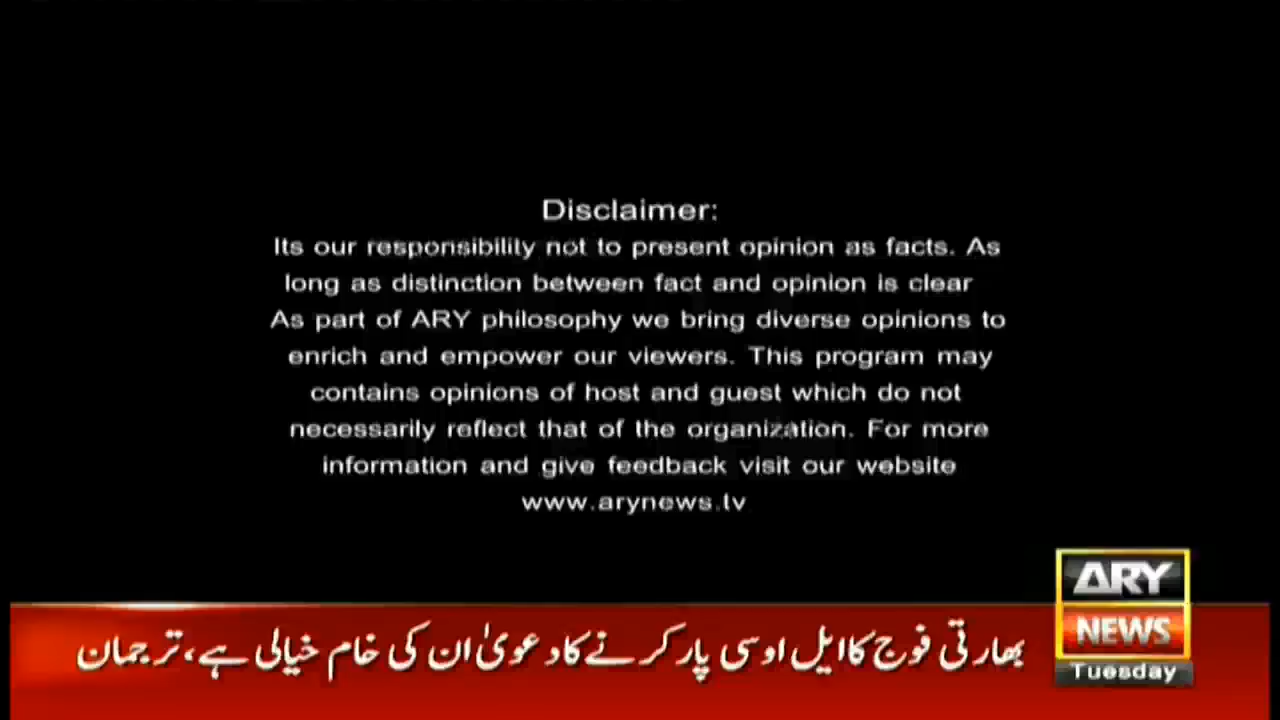 Disclaimer:
Its our responsibility not to present opinion as facts. As
long as distinction between fact and opinion is clear
As part of ARY philosophy we bring diverse opinions to
enrich and empower our viewers. This program may
contains opinions of host and guest which do not
necessarily reflect that of the organization. For more
information and give feedback visit our website
www.arynews.tv
ARY
NEWS
Tuesday
بھارتی فوج کا ایل او سی پار کرنے کا دعویٰ ان کی خام خیالی ہے، ترجمان